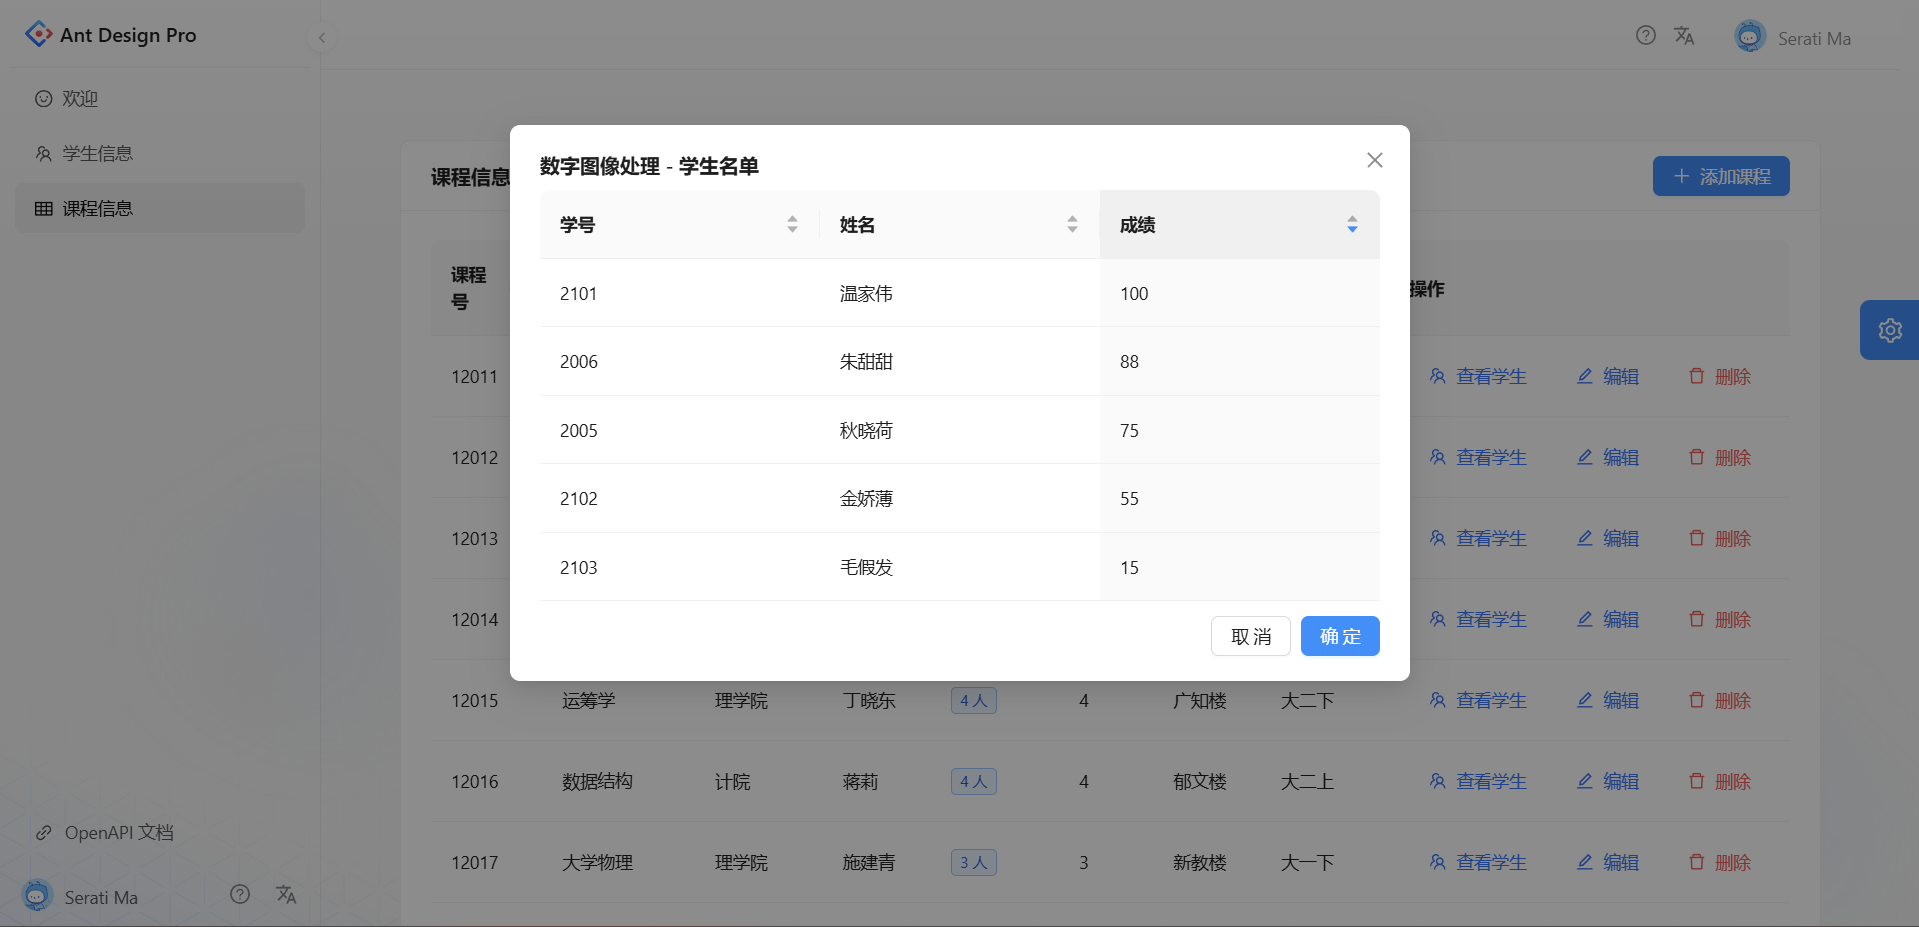 Ant Design Pro
Serati Ma
欢迎
学生信息
课程信息
课程信息
添加课程
数字图像处理 - 学生名单
学号 姓名 成绩
2101 温家伟 100
2006 朱甜甜 88
2005 秋晓荷 75
2102 金娇薄 55
2103 毛假发 15
取 消 确 定
课程
号
操作
12011 查看学生 编辑 删除
12012 查看学生 编辑 删除
12013 查看学生 编辑 删除
12014 查看学生 编辑 删除
12015 运筹学 理学院 丁晓东 4 人 4 广知楼 大二下 查看学生 编辑 删除
12016 数据结构 计院 蒋莉 4 人 4 郁文楼 大二上 查看学生 编辑 删除
12017 大学物理 理学院 施建青 3 人 3 新教楼 大一下 查看学生 编辑 删除
OpenAPI 文档
Serati Ma